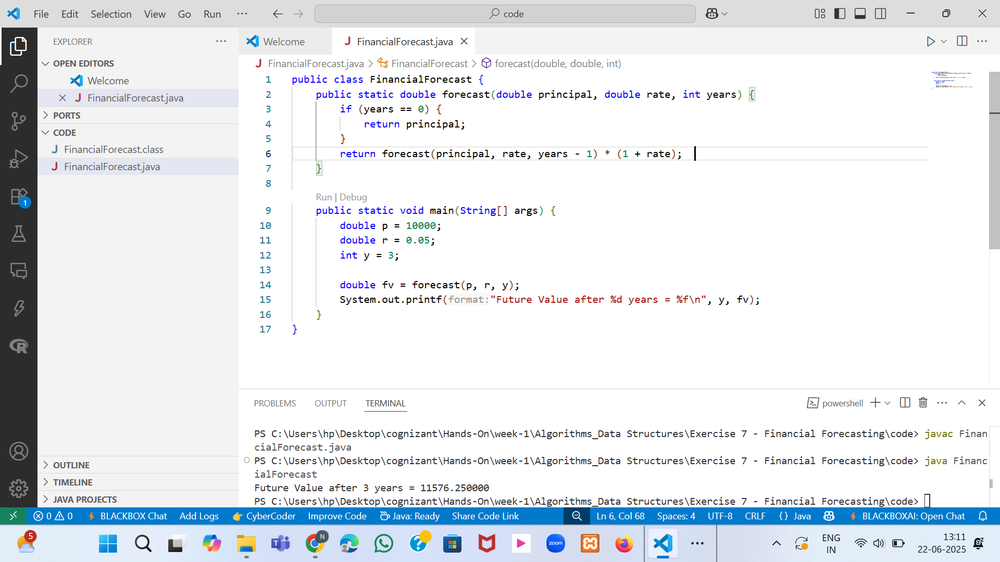 File Edit Selection View Go Run ··· code
EXPLORER ···
OPEN EDITORS
Welcome
J FinancialForecast.java
PORTS
CODE
J FinancialForecast.class
J FinancialForecast.java
1
OUTLINE
TIMELINE
JAVA PROJECTS
Welcome J FinancialForecast.java
J FinancialForecast.java > FinancialForecast > forecast(double, double, int)
1 public class FinancialForecast {
2 public static double forecast(double principal, double rate, int years) {
3 if (years == 0) {
4 return principal;
5 }
6 return forecast(principal, rate, years - 1) * (1 + rate);
7 }
8
Run | Debug
9 public static void main(String[] args) {
10 double p = 10000;
11 double r = 0.05;
12 int y = 3;
13
14 double fv = forecast(p, r, y);
15 System.out.printf(format:"Future Value after %d years = %f\n", y, fv);
16 }
17 }
PROBLEMS OUTPUT TERMINAL powershell
PS C:\Users\hp\Desktop\cognizant\Hands-On\week-1\Algorithms_Data Structures\Exercise 7 - Financial Forecasting\code> javac Finan
cialForecast.java
PS C:\Users\hp\Desktop\cognizant\Hands-On\week-1\Algorithms_Data Structures\Exercise 7 - Financial Forecasting\code> java Financ
ialForecast
Future Value after 3 years = 11576.250000
PS C:\Users\hp\Desktop\cognizant\Hands-On\week-1\Algorithms_Data Structures\Exercise 7 - Financial Forecasting\code>
0 0 BLACKBOX Chat Add Logs CyberCoder Improve Code Java: Ready Share Code Link Ln 6, Col 68 Spaces: 4 UTF-8 CRLF {} Java BLACKBOXAI: Open Chat
5 N zoom ENG 13:11
IN 22-06-2025